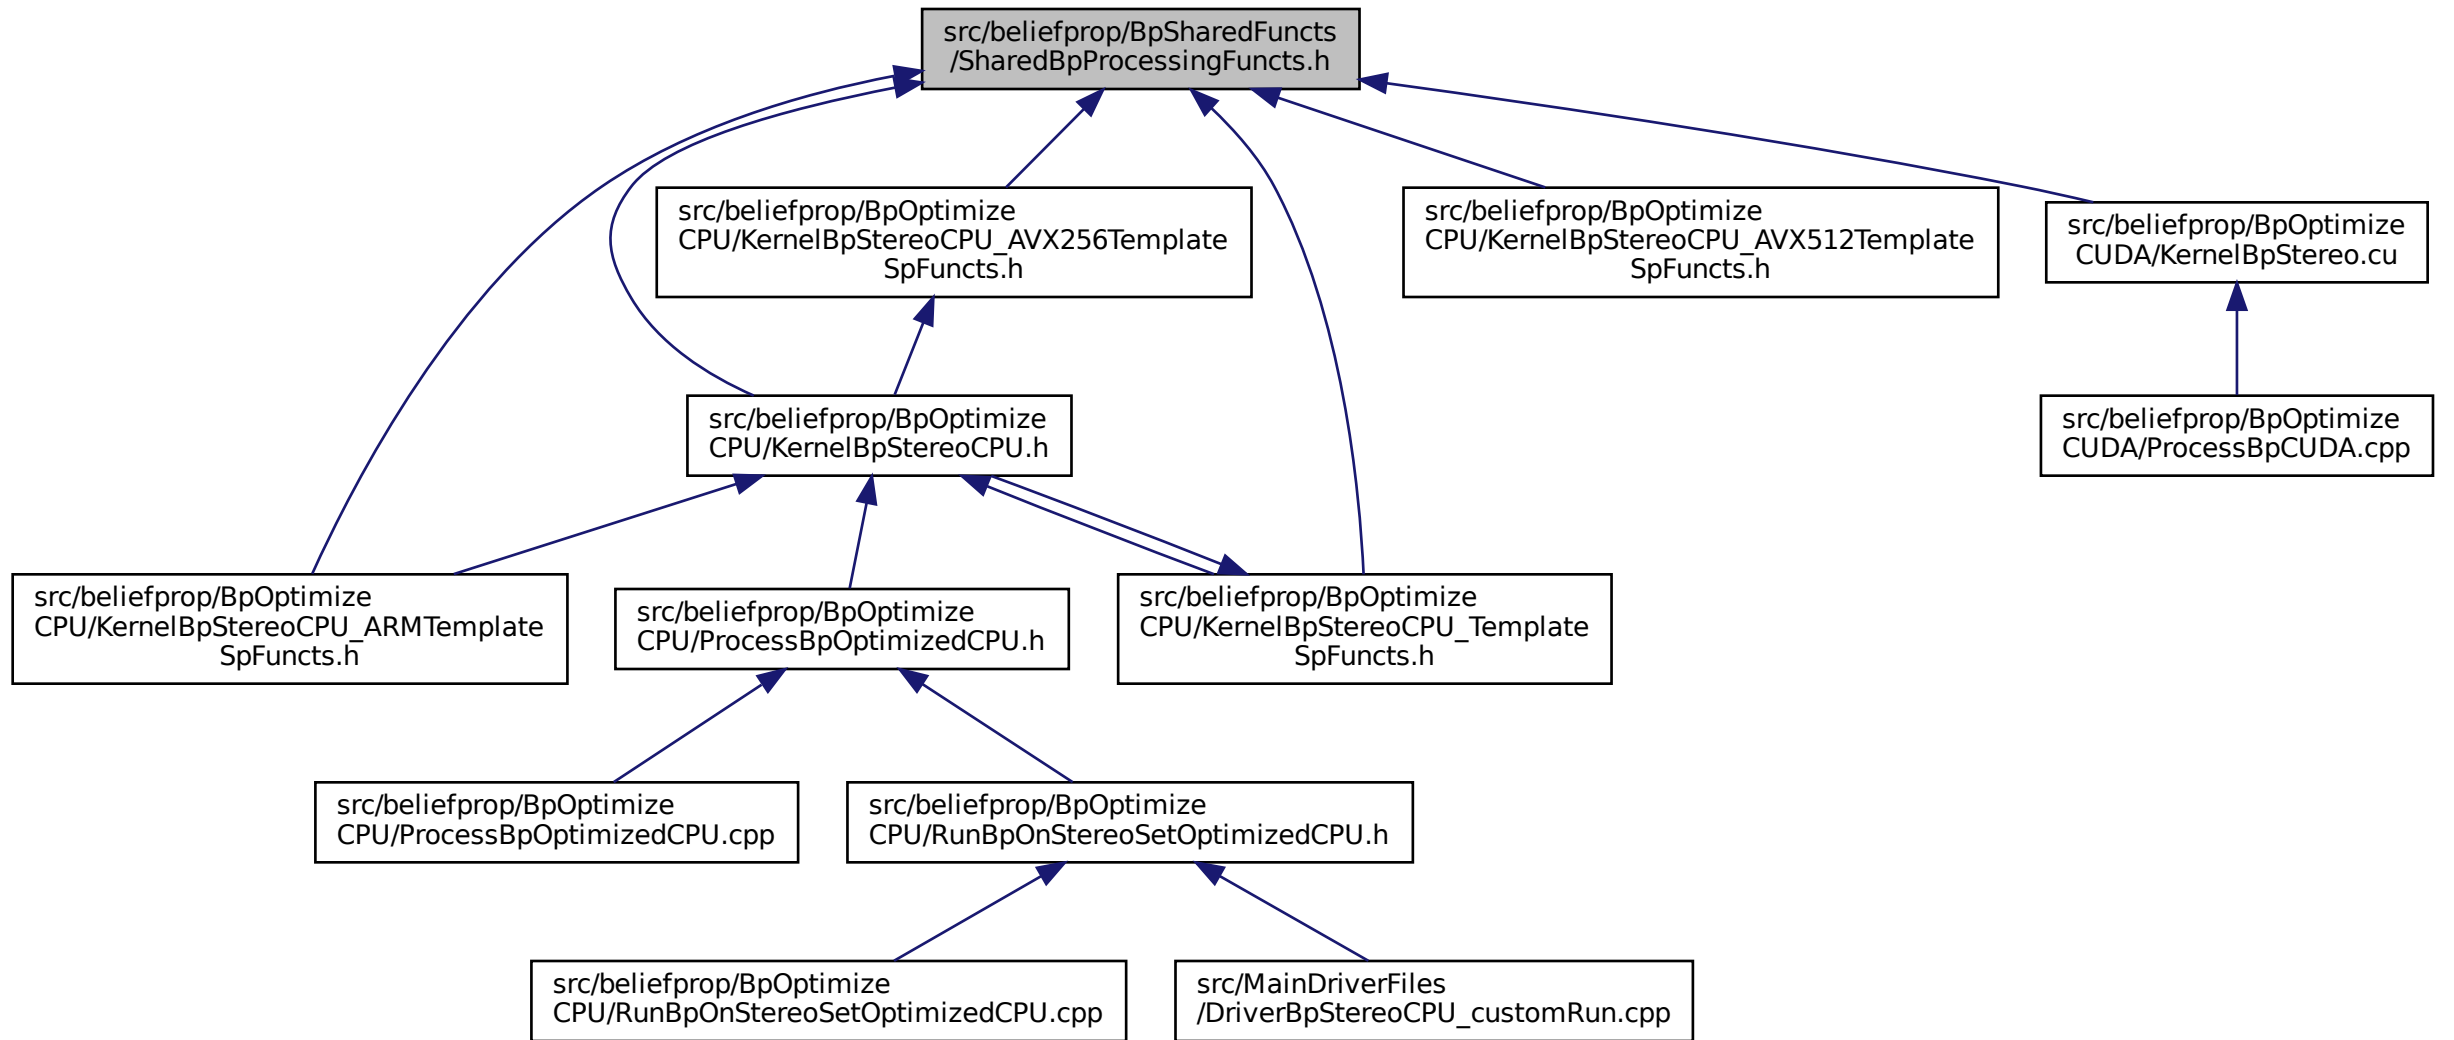 src/beliefprop/BpSharedFuncts
/SharedBpProcessingFuncts.h
src/beliefprop/BpOptimize
CPU/KernelBpStereoCPU_AVX256Template
SpFuncts.h
src/beliefprop/BpOptimize
CPU/KernelBpStereoCPU_AVX512Template
SpFuncts.h
src/beliefprop/BpOptimize
CUDA/KernelBpStereo.cu
src/beliefprop/BpOptimize
CPU/KernelBpStereoCPU.h
src/beliefprop/BpOptimize
CUDA/ProcessBpCUDA.cpp
src/beliefprop/BpOptimize
CPU/KernelBpStereoCPU_ARMTemplate
SpFuncts.h
src/beliefprop/BpOptimize
CPU/ProcessBpOptimizedCPU.h
src/beliefprop/BpOptimize
CPU/KernelBpStereoCPU_Template
SpFuncts.h
src/beliefprop/BpOptimize
CPU/ProcessBpOptimizedCPU.cpp
src/beliefprop/BpOptimize
CPU/RunBpOnStereoSetOptimizedCPU.h
src/beliefprop/BpOptimize
CPU/RunBpOnStereoSetOptimizedCPU.cpp
src/MainDriverFiles
/DriverBpStereoCPU_customRun.cpp